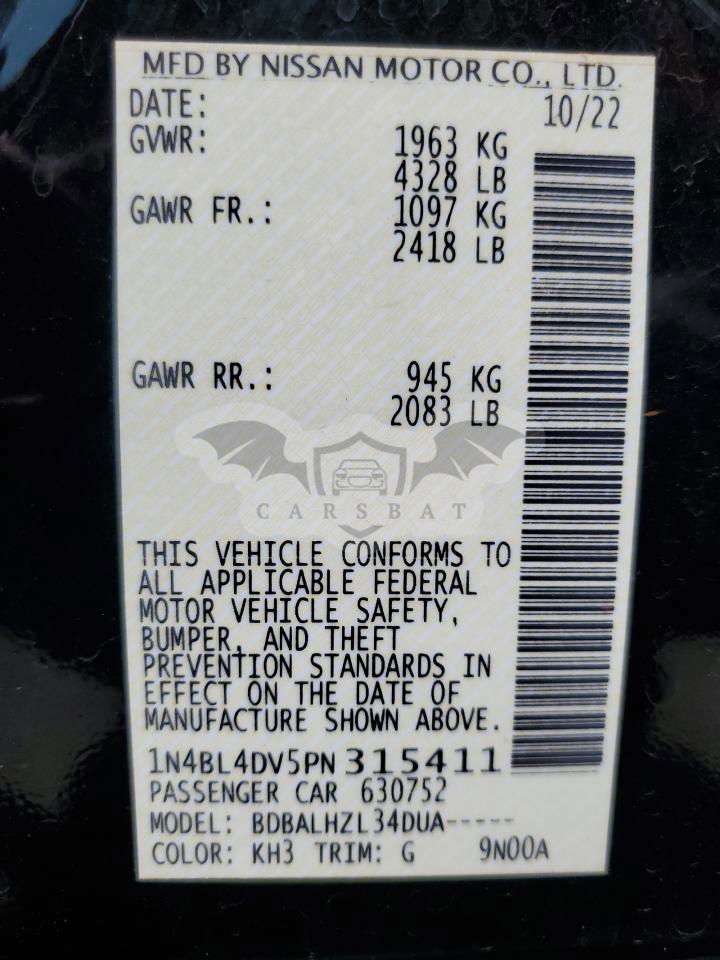 MFD BY NISSAN MOTOR CO., LTD.
DATE: 10/22
GVWR: 1963 KG
4328 LB
GAWR FR.: 1097 KG
2418 LB
GAWR RR.: 945 KG
2083 LB
CARSBAT
THIS VEHICLE CONFORMS TO
ALL APPLICABLE FEDERAL
MOTOR VEHICLE SAFETY,
BUMPER, AND THEFT
PREVENTION STANDARDS IN
EFFECT ON THE DATE OF
MANUFACTURE SHOWN ABOVE.
1N4BL4DV5PN315411
PASSENGER CAR 630752
MODEL: BDBALHZL34DUA-----
COLOR: KH3 TRIM: G 9N00A